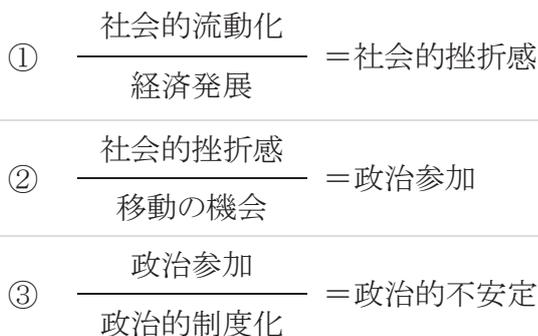 ① 社会的流動化
経済発展
＝社会的挫折感
② 社会的挫折感
移動の機会
＝政治参加
③ 政治参加
政治的制度化
＝政治的不安定